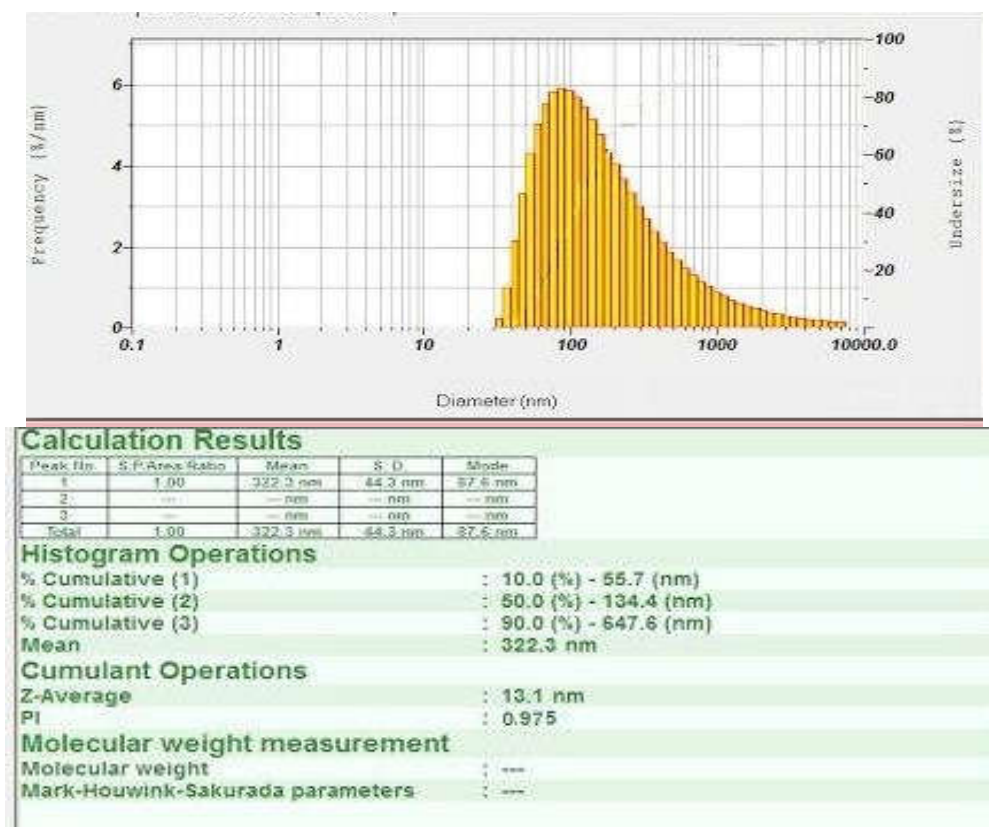 100
6
80
Frequency (%/nm)
Undersize (%)
60
4
40
2
20
0
0.1 1 10 100 1000 10000.0
Diameter (nm)
Calculation Results
Peak No. S.P.Area Ratio Mean S. D. Mode
1 1.00 322.3 nm 44.3 nm 87.6 nm
2 --- --- nm --- nm --- nm
3 --- --- nm --- nm --- nm
Total 1.00 322.3 nm 44.3 nm 87.6 nm
Histogram Operations
% Cumulative (1) : 10.0 (%) - 55.7 (nm)
% Cumulative (2) : 50.0 (%) - 134.4 (nm)
% Cumulative (3) : 90.0 (%) - 647.6 (nm)
Mean : 322.3 nm
Cumulant Operations
Z-Average : 13.1 nm
PI : 0.975
Molecular weight measurement
Molecular weight : ---
Mark-Houwink-Sakurada parameters : ---